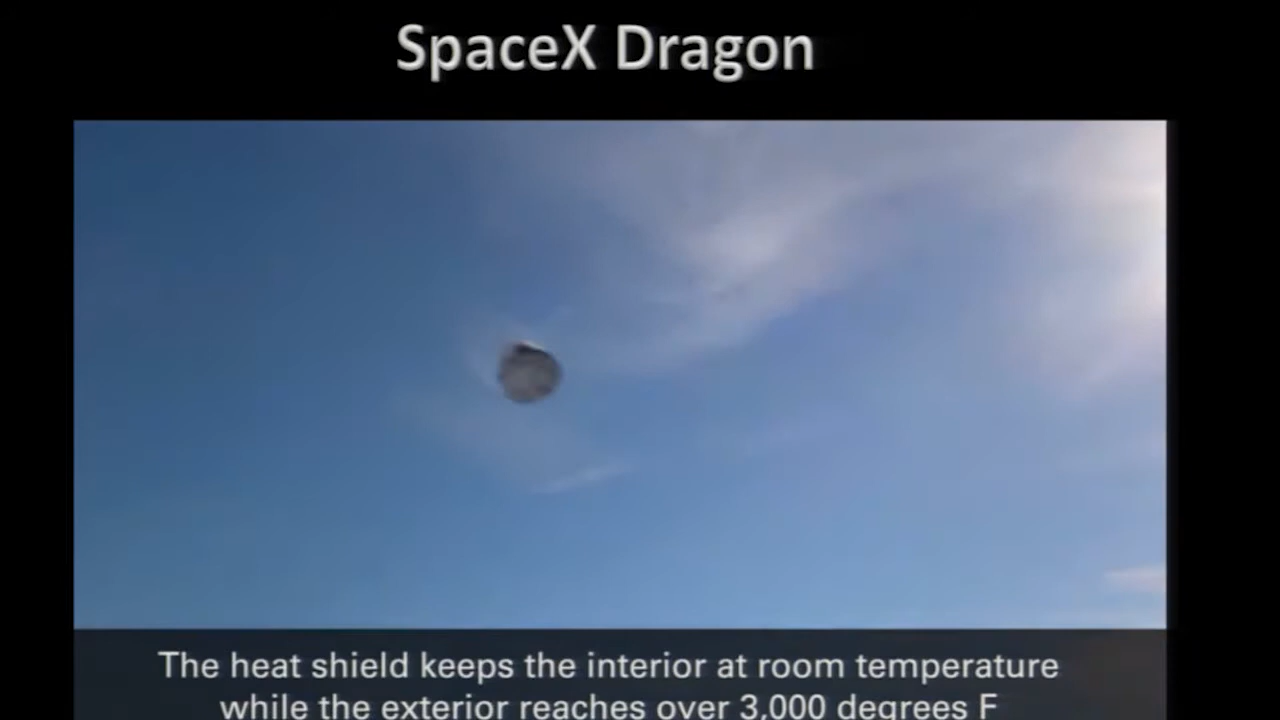 SpaceX Dragon
The heat shield keeps the interior at room temperature
while the exterior reaches over 3,000 degrees F